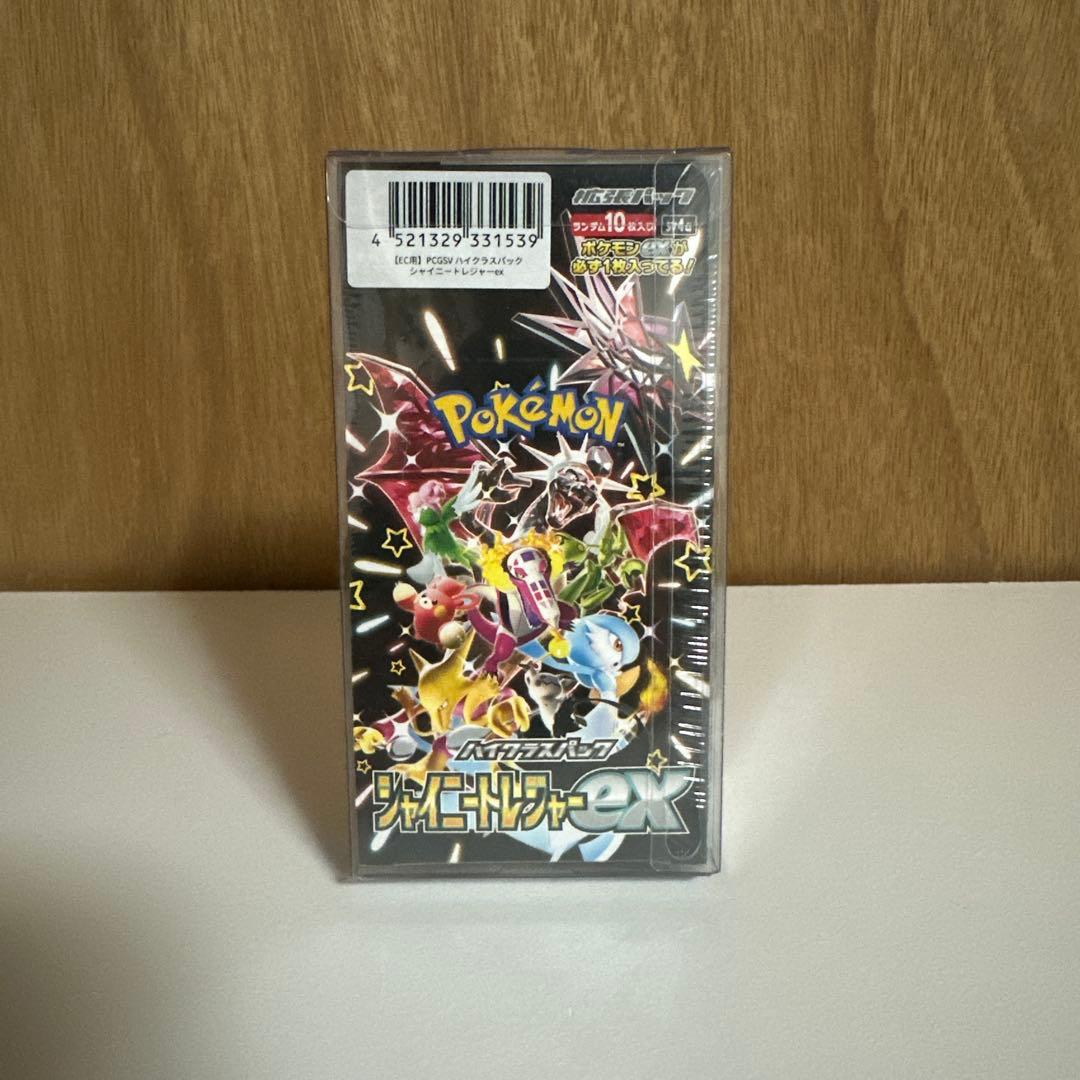 4 521329 331539
【EC用】PCGSV ハイクラスパック
シャイニートレジャーex
拡張パック
ランダム10枚入り sv4a
ポケモンexが
必ず1枚入ってる!
POKéMON
TM
ハイクラスパック
シャイニートレジャーex